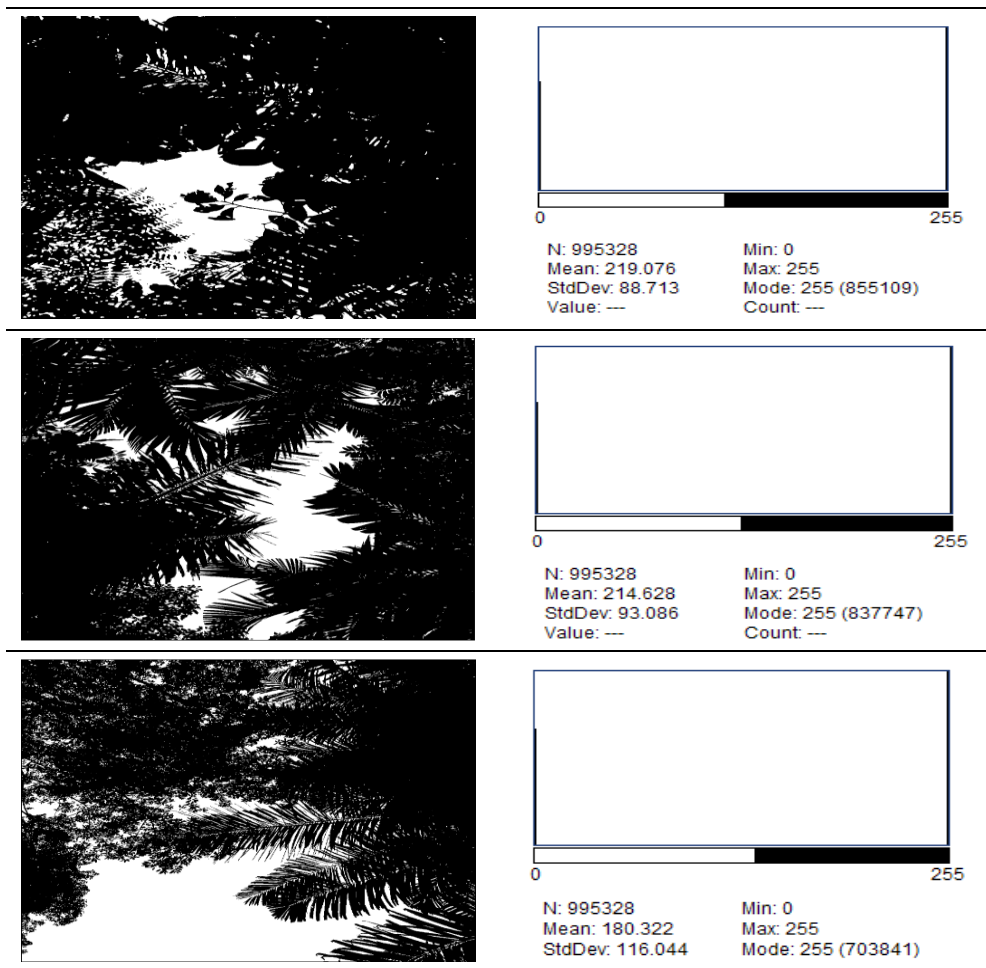 0 255
N: 995328 Min: 0
Mean: 219.076 Max: 255
StdDev: 88.713 Mode: 255 (855109)
Value: --- Count: ---
0 255
N: 995328 Min: 0
Mean: 214.628 Max: 255
StdDev: 93.086 Mode: 255 (837747)
Value: --- Count: ---
0 255
N: 995328 Min: 0
Mean: 180.322 Max: 255
StdDev: 116.044 Mode: 255 (703841)